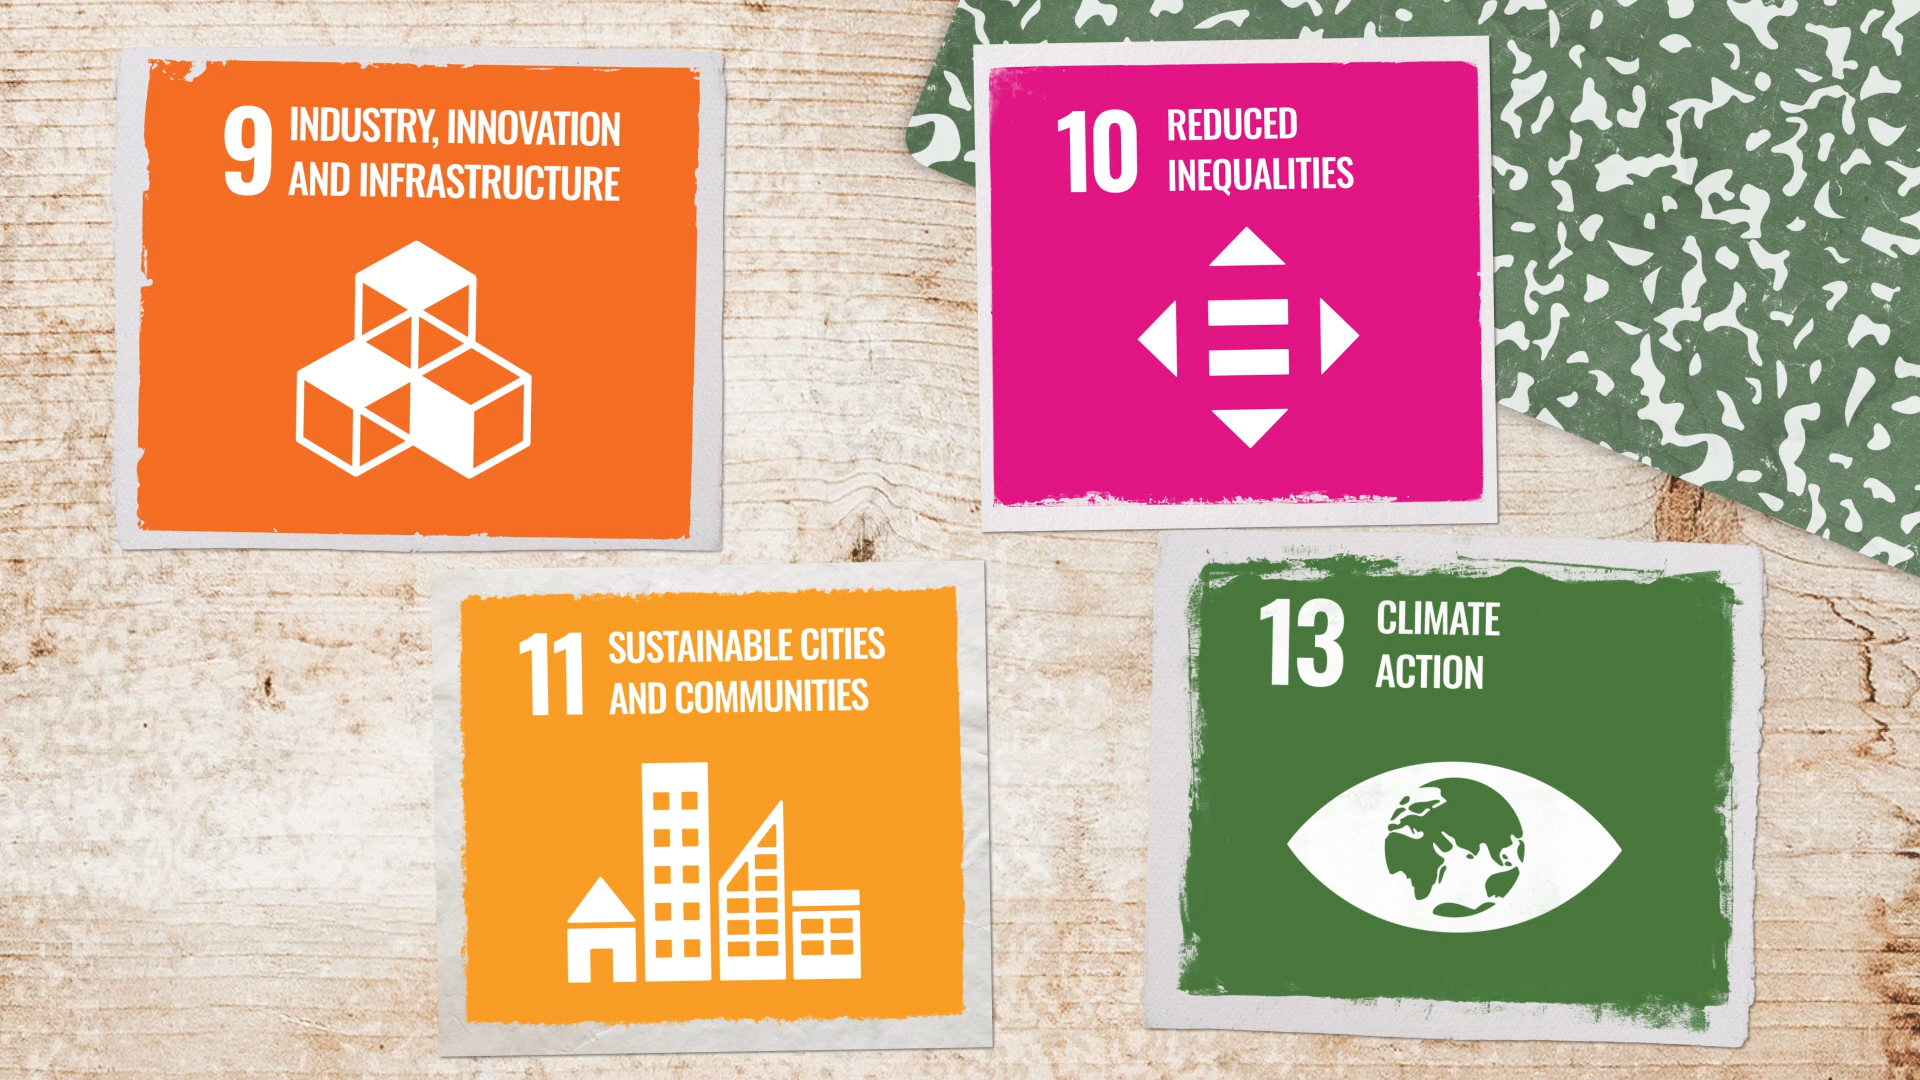 9
INDUSTRY, INNOVATION
AND INFRASTRUCTURE
10
REDUCED
INEQUALITIES
11
SUSTAINABLE CITIES
AND COMMUNITIES
13
CLIMATE
ACTION